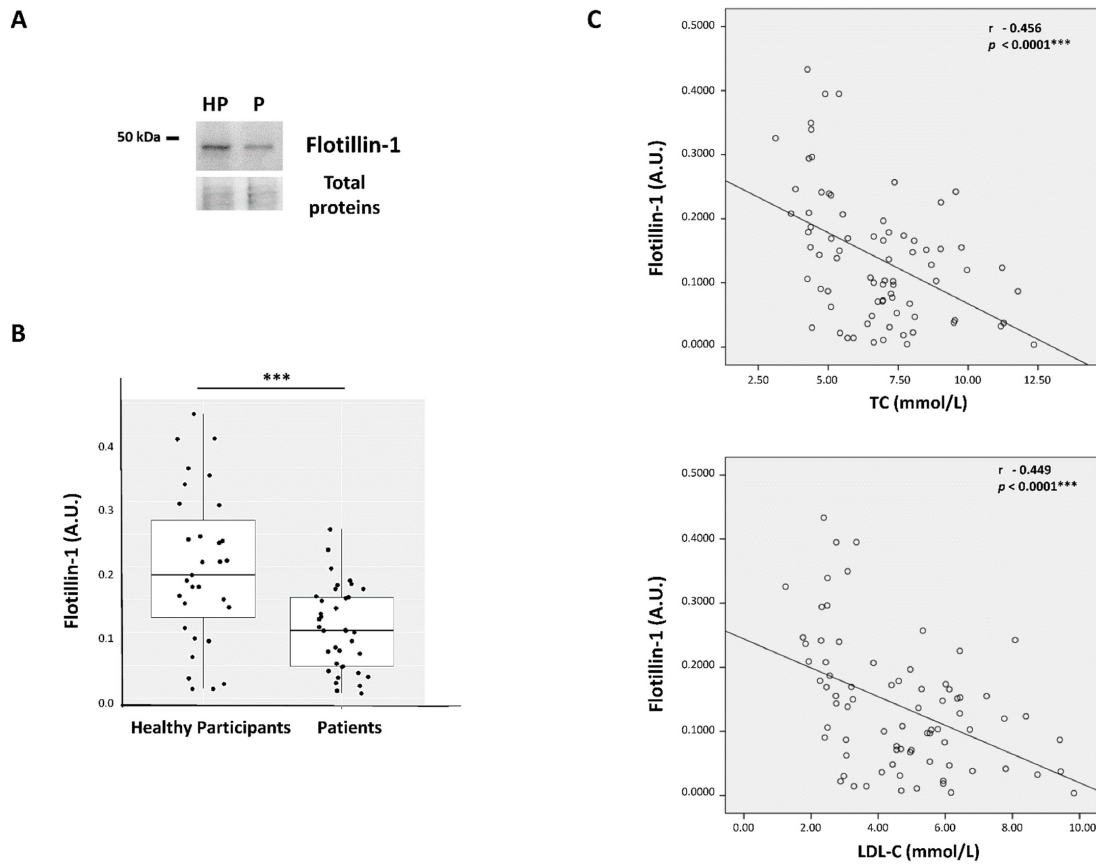 A
HP P
50 kDa
Flotillin-1
Total
proteins
B
***
Flotillin-1 (A.U.)
0.4
0.3
0.2
0.1
0.0
Healthy Participants Patients
C
r - 0.456
p < 0.0001***
Flotillin-1 (A.U.)
0.5000
0.4000
0.3000
0.2000
0.1000
0.0000
2.50 5.00 7.50 10.00 12.50
TC (mmol/L)
r - 0.449
p < 0.0001***
Flotillin-1 (A.U.)
0.5000
0.4000
0.3000
0.2000
0.1000
0.0000
0.00 2.00 4.00 6.00 8.00 10.00
LDL-C (mmol/L)